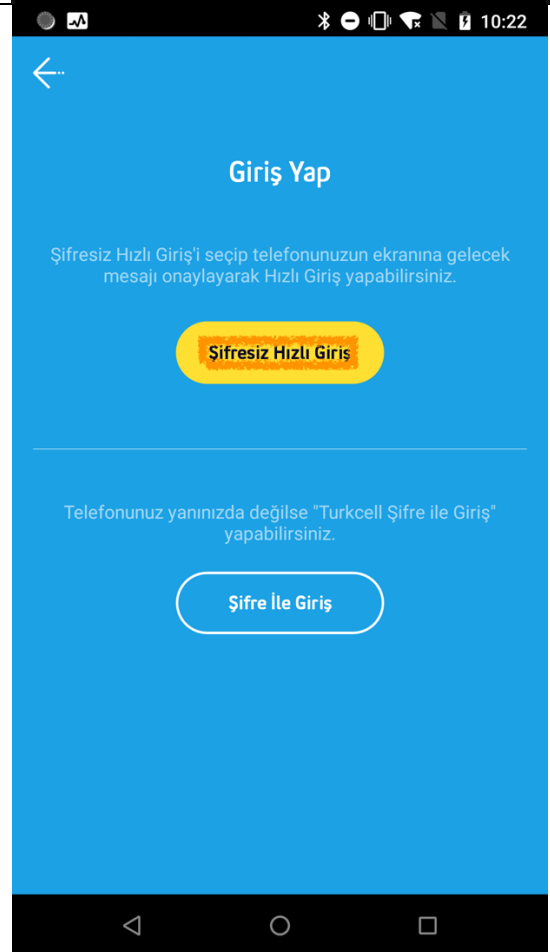 10:22
Giriş Yap
Şifresiz Hızlı Giriş'i seçip telefonunuzun ekranına gelecek
mesajı onaylayarak Hızlı Giriş yapabilirsiniz.
Şifresiz Hızlı Giriş
Telefonunuz yanınızda değilse "Turkcell Şifre ile Giriş"
yapabilirsiniz.
Şifre İle Giriş